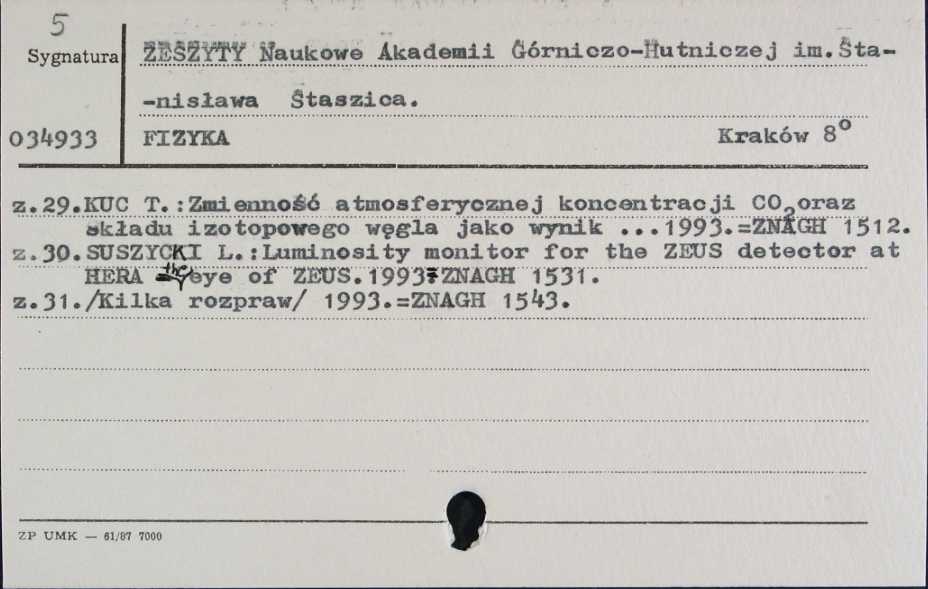 5
Sygnatura
ZESZYTY Naukowe Akademii Górniczo-Hutniczej im.Sta-
-nisława Staszica.
034933
FIZYKA Kraków 8°
z.29.KUC T.:Zmienność atmosferycznej koncentracji CO₂oraz
składu izotopowego węgla jako wynik ...1993.=ZNAGH 1512.
z.30.SUSZYCKI L.:Luminosity monitor for the ZEUS detector at
HERA - the eye of ZEUS.1993=ZNAGH 1531.
z.31./Kilka rozpraw/ 1993.=ZNAGH 1543.
ZP UMK — 61/87 7000